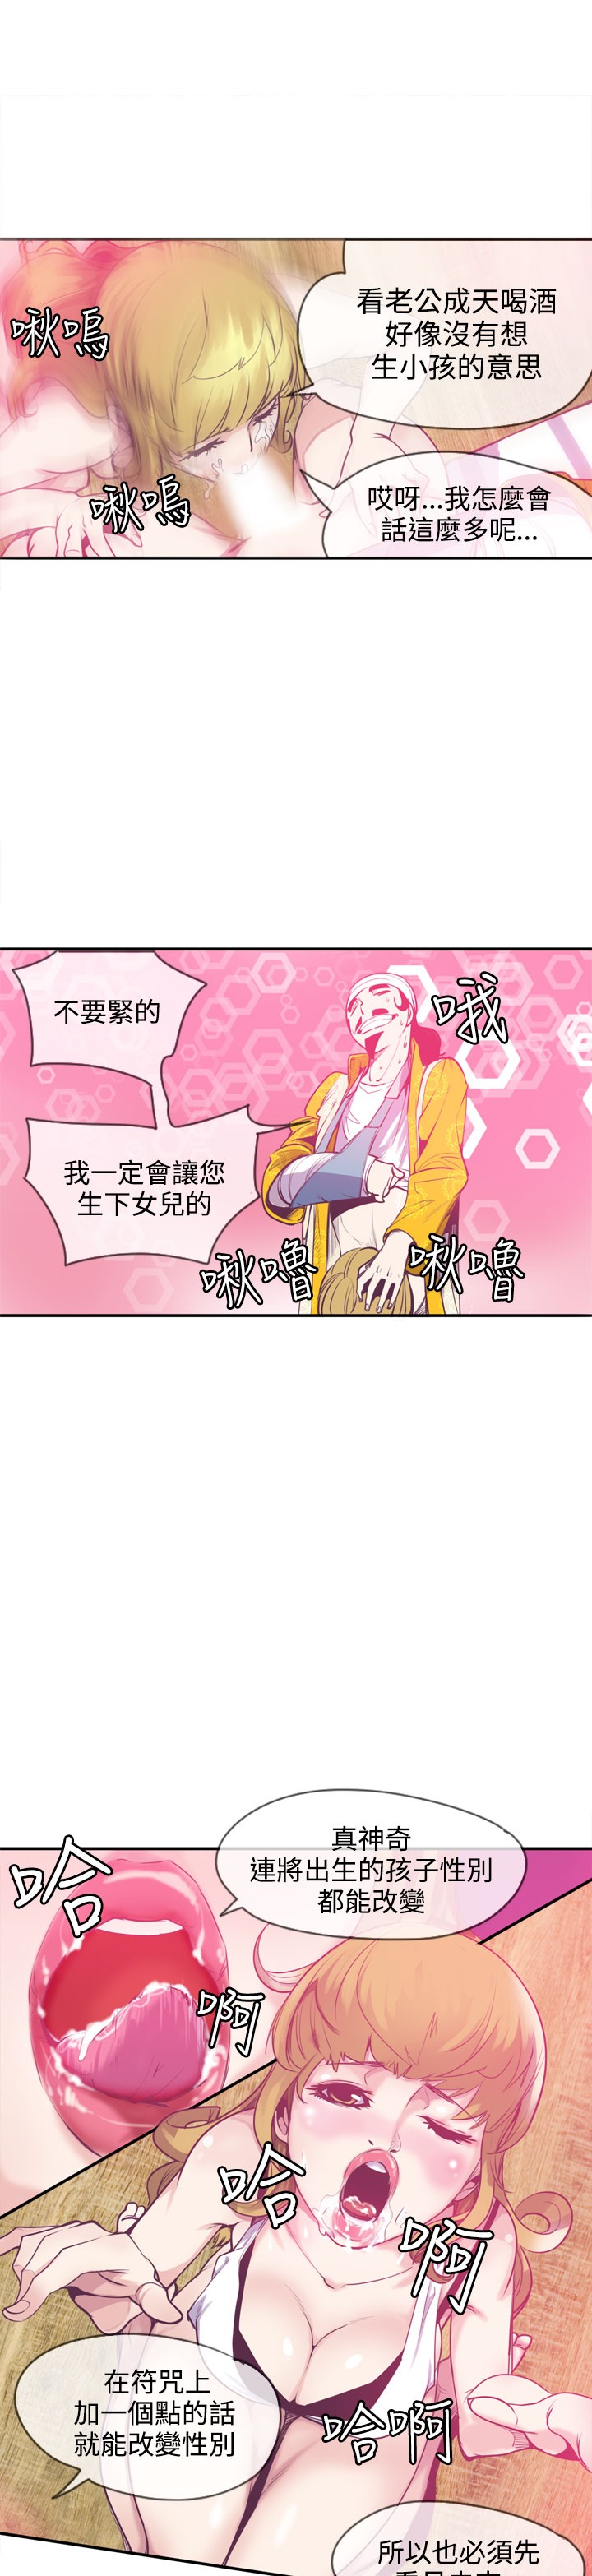 看老公成天喝酒
好像沒有想
生小孩的意思
啾嗚
哎呀...我怎麼會
話這麼多呢...
啾嗚
不要緊的
哦
我一定會讓您
生下女兒的
啾嚕
啾嚕
真神奇
連將出生的孩子性別
都能改變
哈
啊
哈
啊
在符咒上
加一個點的話
就能改變性別
哈啊
所以也必須先